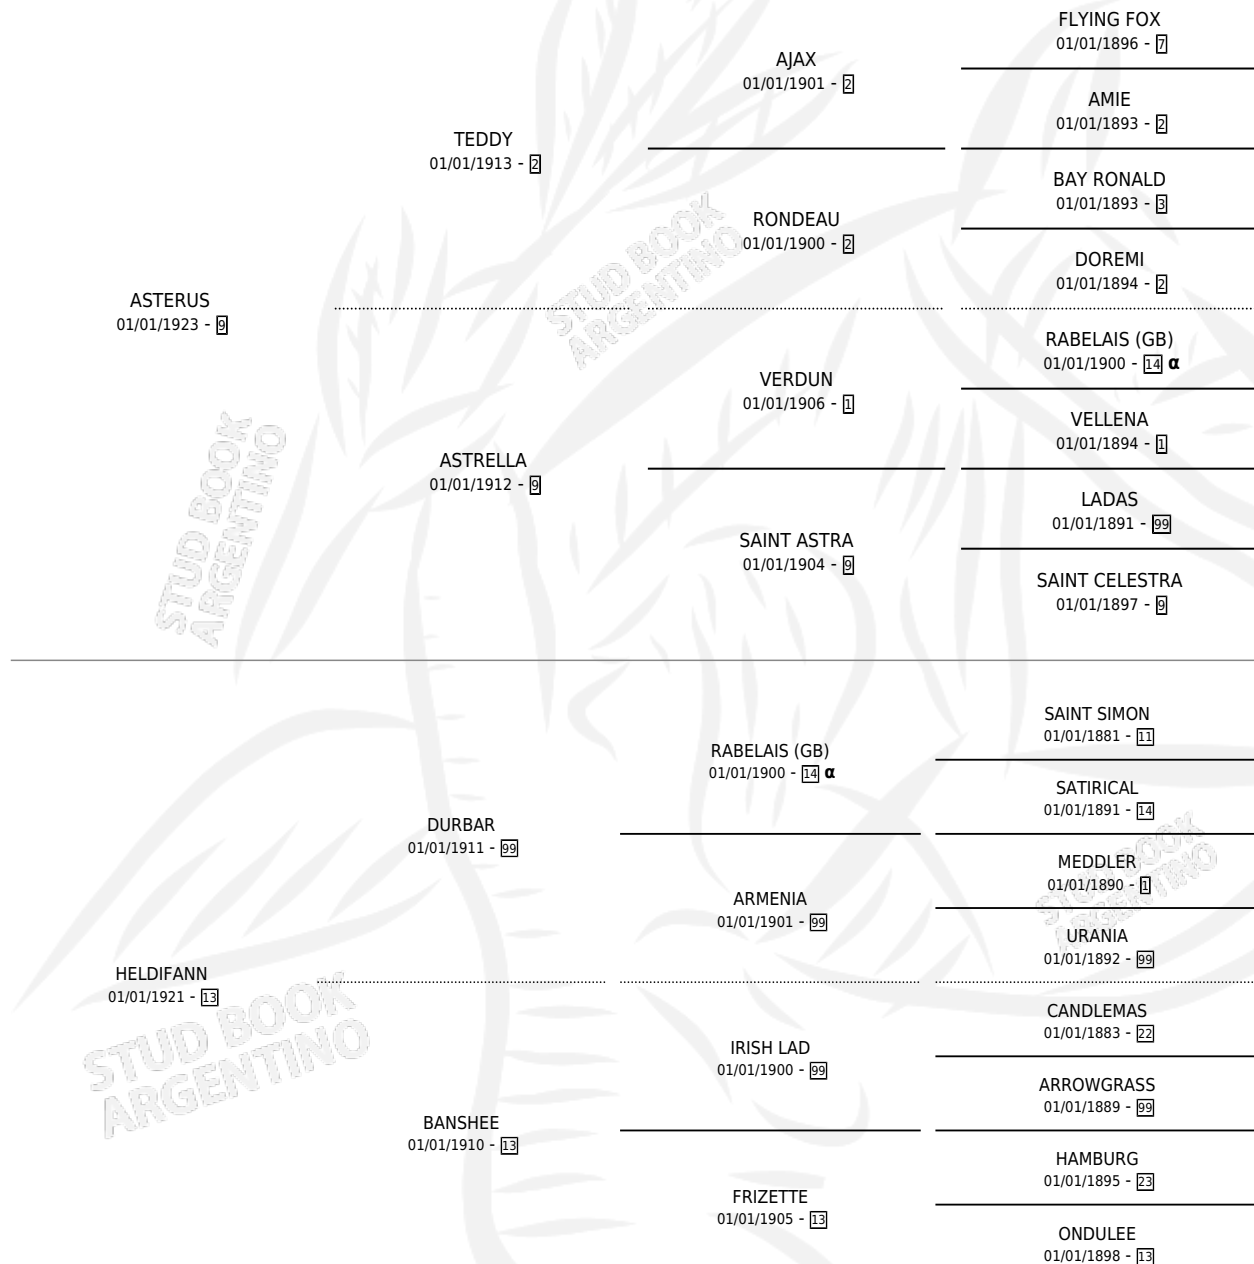 FLYING FOX
01/01/1896 - 7
AJAX
01/01/1901 - 2
AMIE
01/01/1893 - 2
TEDDY
01/01/1913 - 2
BAY RONALD
01/01/1893 - 3
RONDEAU
01/01/1900 - 2
DOREMI
01/01/1894 - 2
ASTERUS
01/01/1923 - 9
RABELAIS (GB)
01/01/1900 - 14 α
VERDUN
01/01/1906 - 1
VELLENA
01/01/1894 - 1
ASTRELLA
01/01/1912 - 9
LADAS
01/01/1891 - 99
SAINT ASTRA
01/01/1904 - 9
SAINT CELESTRA
01/01/1897 - 9
SAINT SIMON
01/01/1881 - 11
RABELAIS (GB)
01/01/1900 - 14 α
SATIRICAL
01/01/1891 - 14
DURBAR
01/01/1911 - 99
MEDDLER
01/01/1890 - 1
ARMENIA
01/01/1901 - 99
URANIA
01/01/1892 - 99
HELDIFANN
01/01/1921 - 13
CANDLEMAS
01/01/1883 - 22
IRISH LAD
01/01/1900 - 99
ARROWGRASS
01/01/1889 - 99
BANSHEE
01/01/1910 - 13
HAMBURG
01/01/1895 - 23
FRIZETTE
01/01/1905 - 13
ONDULEE
01/01/1898 - 13
STUD BOOK
ARGENTINO
STUD BOOK
ARGENTINO
STUD BOOK
ARGENTINO
STUD BOOK
ARGENTINO